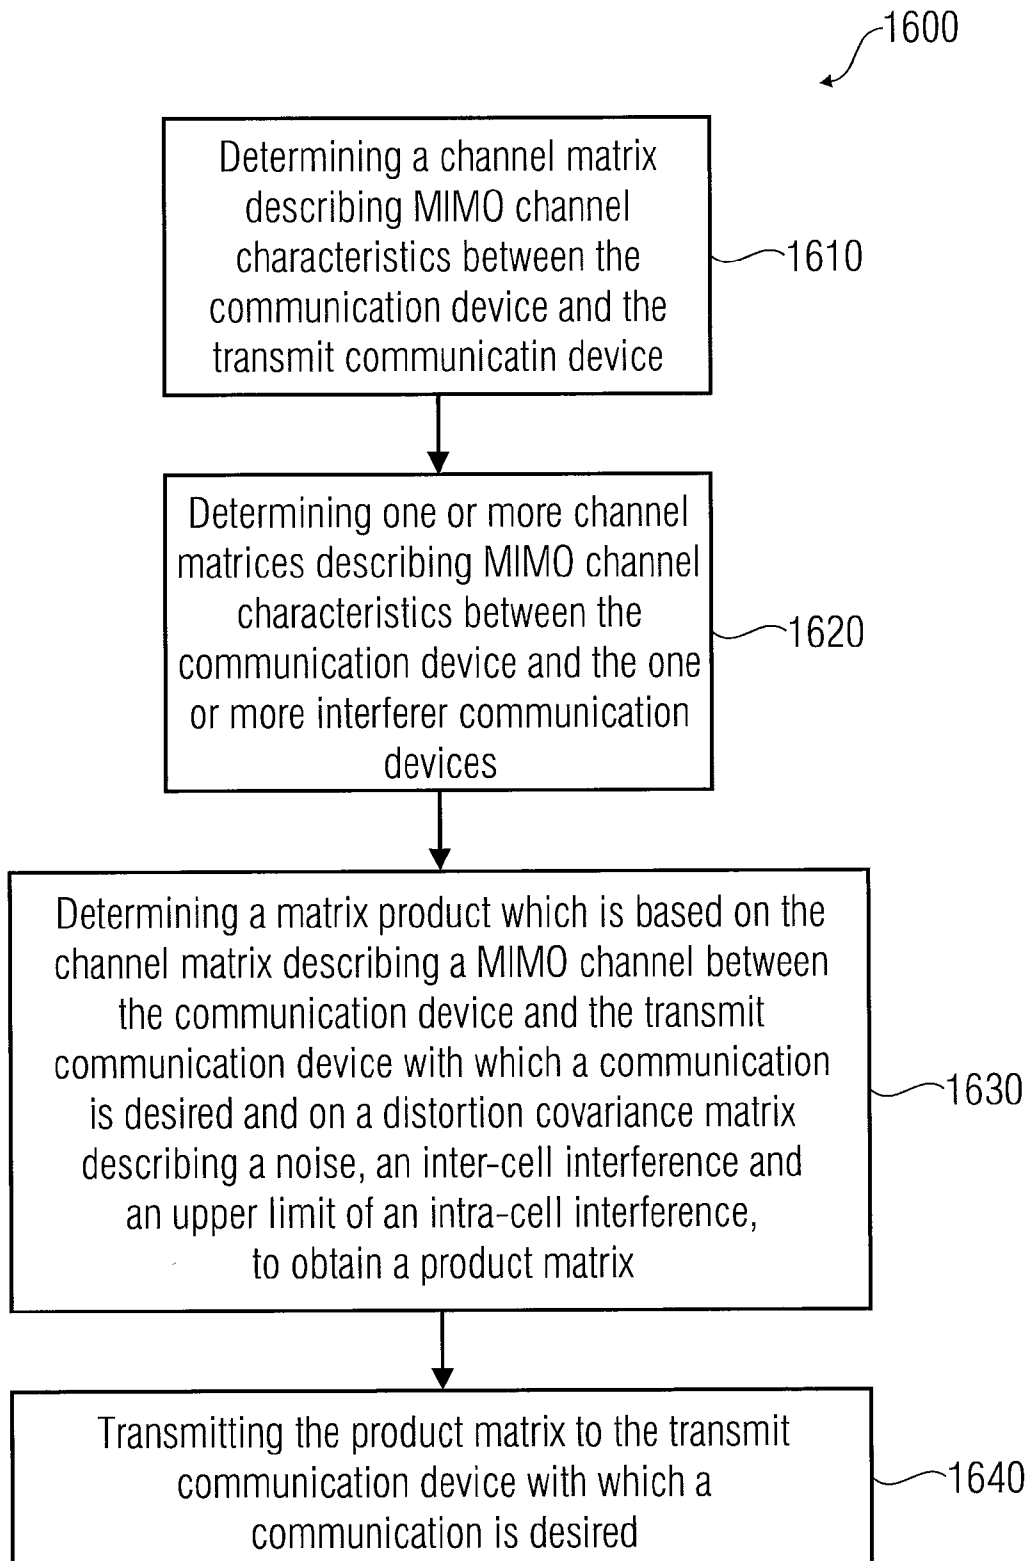 1600
Determining a channel matrix
describing MIMO channel
characteristics between the
communication device and the
transmit communicatin device
1610
Determining one or more channel
matrices describing MIMO channel
characteristics between the
communication device and the one
or more interferer communication
devices
1620
Determining a matrix product which is based on the
channel matrix describing a MIMO channel between
the communication device and the transmit
communication device with which a communication
is desired and on a distortion covariance matrix
describing a noise, an inter-cell interference and
an upper limit of an intra-cell interference,
to obtain a product matrix
1630
Transmitting the product matrix to the transmit
communication device with which a
communication is desired
1640